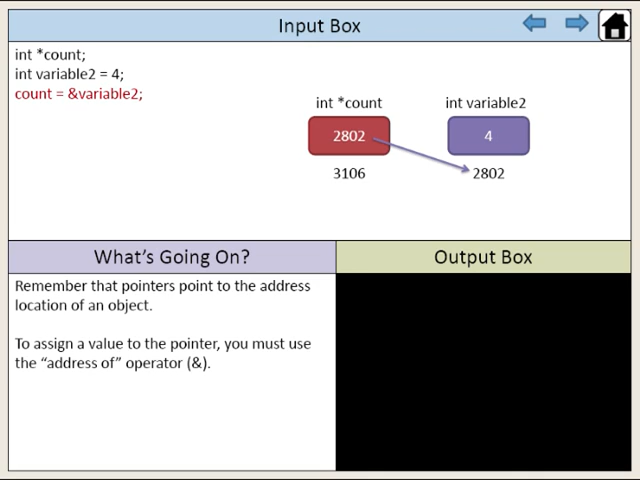 Input Box
int *count;
int variable2 = 4;
count = &variable2;
int *count
int variable2
2802
4
3106
2802
What's Going On?
Output Box
Remember that pointers point to the address
location of an object.
To assign a value to the pointer, you must use
the “address of” operator (&).